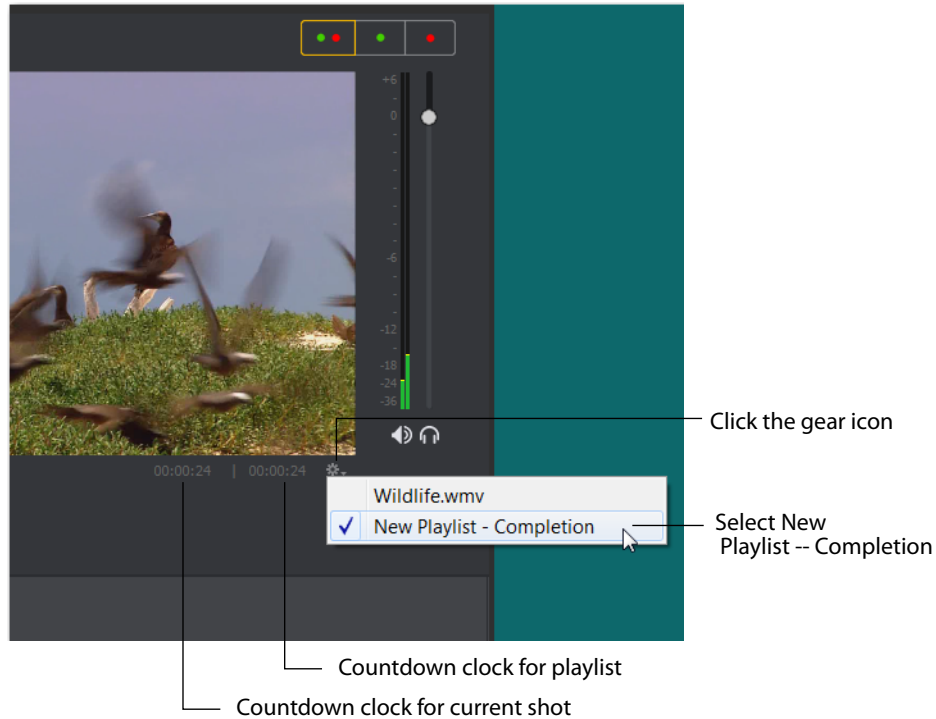 +6
0
-6
-12
-18
-24
-36
Click the gear icon
00:00:24 | 00:00:24
Wildlife.wmv
New Playlist - Completion
Select New
Playlist -- Completion
Countdown clock for playlist
Countdown clock for current shot